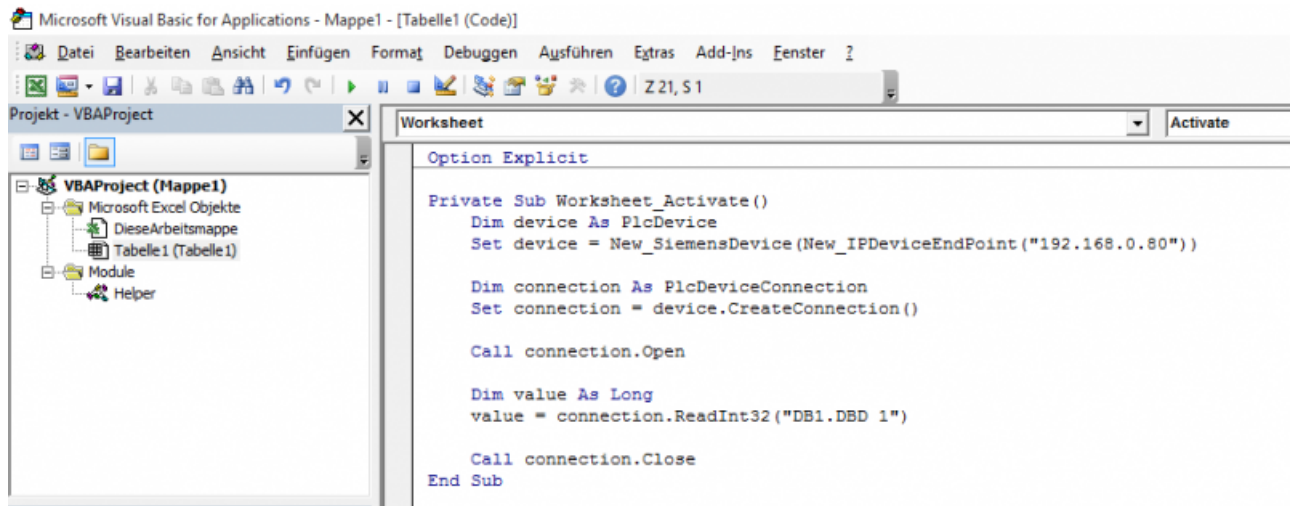 Microsoft Visual Basic for Applications - Mappe1 - [Tabelle1 (Code)]
Datei Bearbeiten Ansicht Einfügen Format Debuggen Ausführen Extras Add-Ins Fenster ?
Z 21, S 1
Projekt - VBAProject
Worksheet
Activate
VBAProject (Mappe1)
Microsoft Excel Objekte
DieseArbeitsmappe
Tabelle1 (Tabelle1)
Module
Helper
Option Explicit
Private Sub Worksheet_Activate()
Dim device As PlcDevice
Set device = New_SiemensDevice(New_IPDeviceEndPoint("192.168.0.80"))
Dim connection As PlcDeviceConnection
Set connection = device.CreateConnection()
Call connection.Open
Dim value As Long
value = connection.ReadInt32("DB1.DBD 1")
Call connection.Close
End Sub